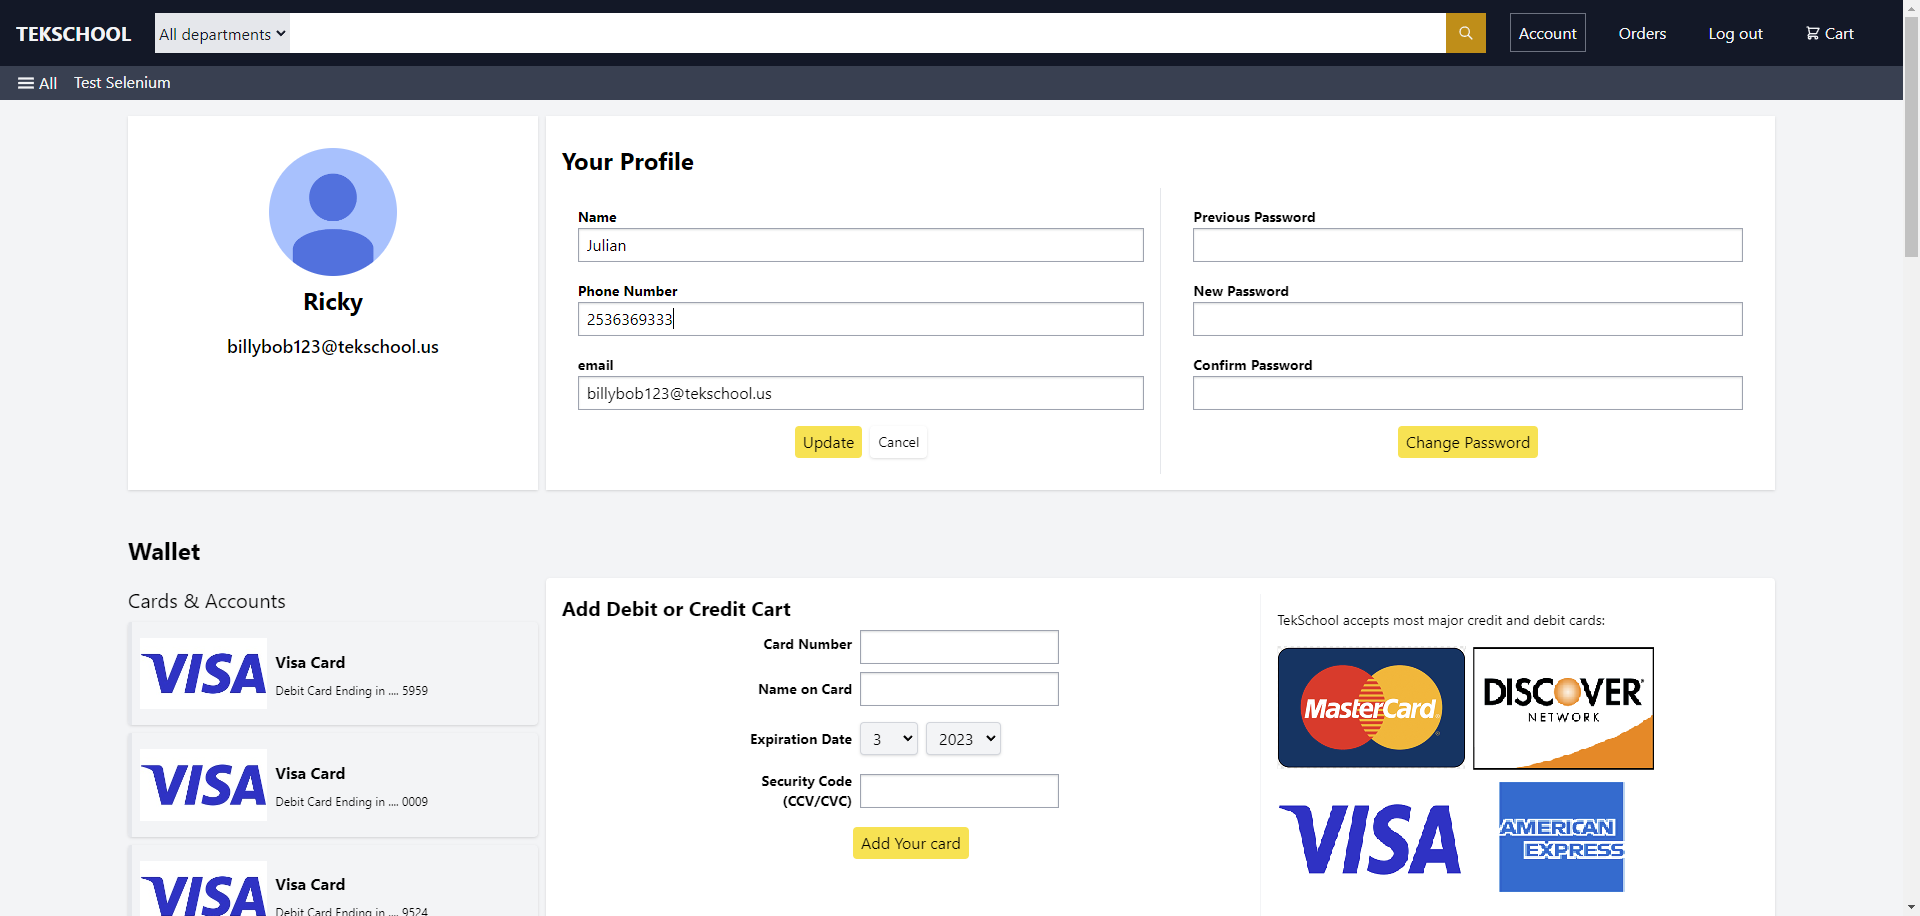 TEKSCHOOL
All departments
Account
Orders
Log out
Cart
All
Test Selenium
Ricky
billybob123@tekschool.us
Your Profile
Name
Julian
Phone Number
2536369333
email
billybob123@tekschool.us
Update
Cancel
Previous Password
New Password
Confirm Password
Change Password
Wallet
Cards & Accounts
VISA
Visa Card
Debit Card Ending in .... 5959
VISA
Visa Card
Debit Card Ending in .... 0009
VISA
Visa Card
Debit Card Ending in .... 9524
Add Debit or Credit Cart
Card Number
Name on Card
Expiration Date
3
2023
Security Code
(CCV/CVC)
Add Your card
TekSchool accepts most major credit and debit cards:
MasterCard
DISCOVER
NETWORK
VISA
AMERICAN
EXPRESS